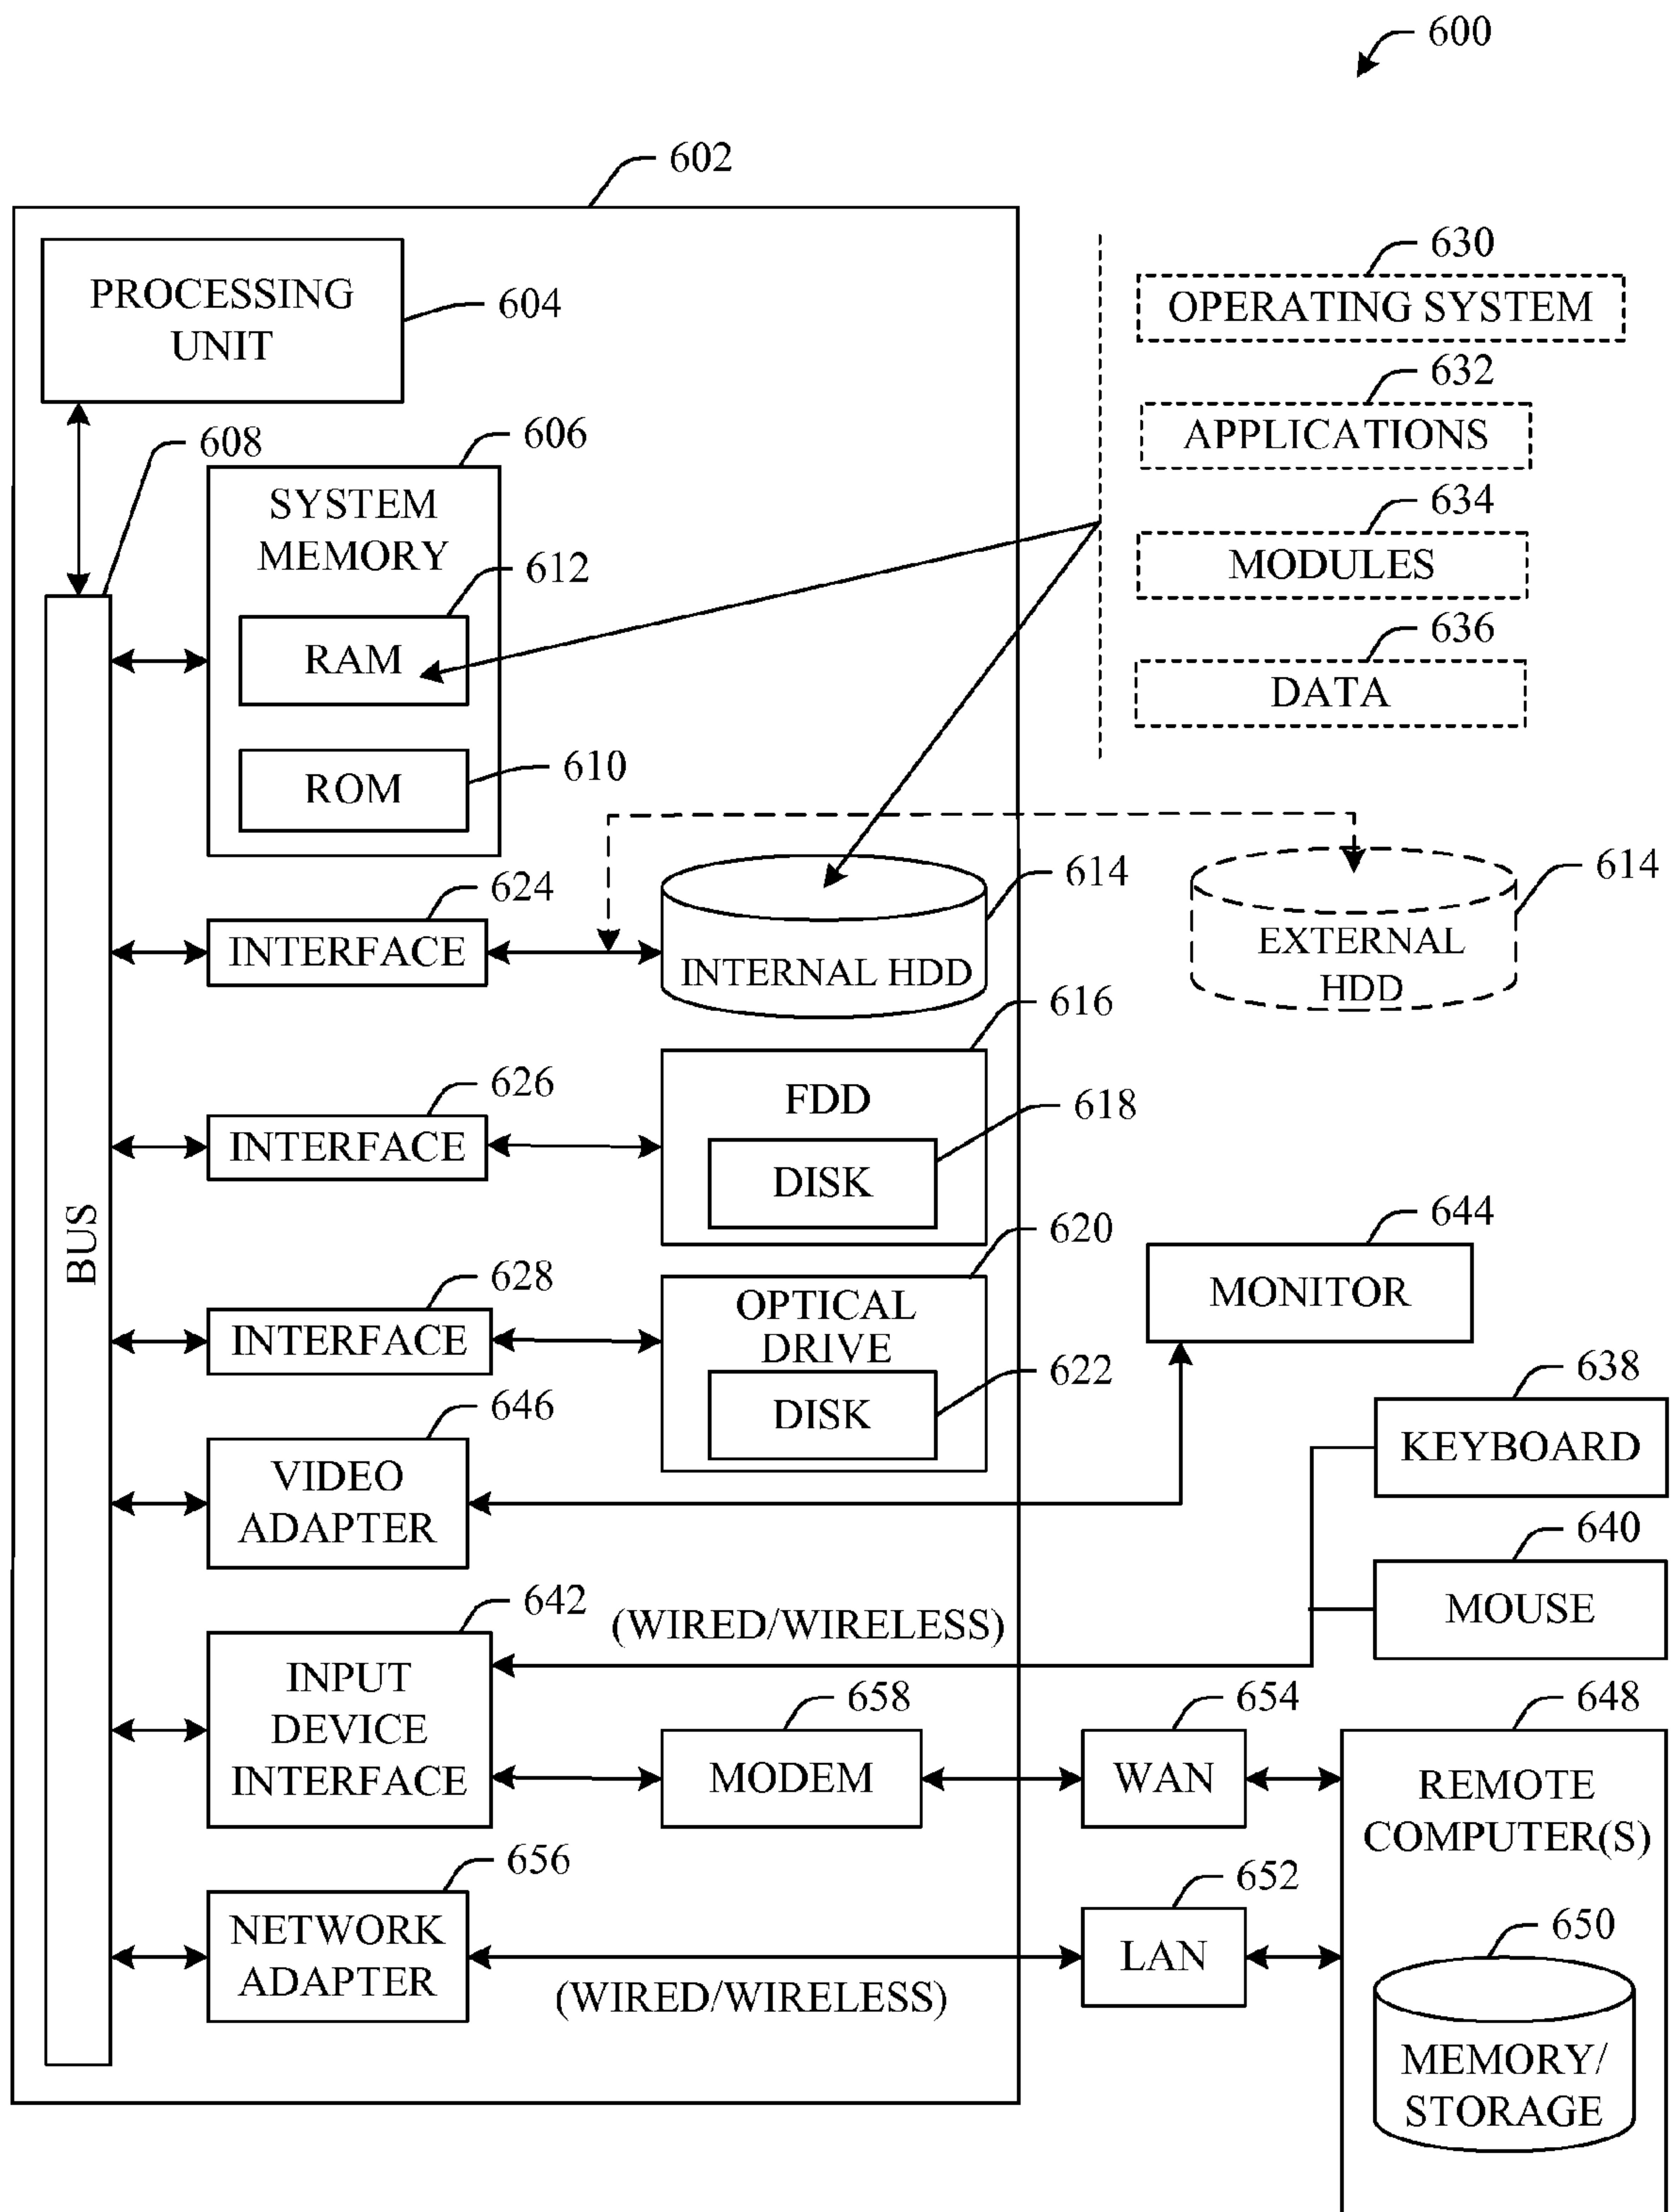 600
602
PROCESSING
UNIT
604
630
OPERATING SYSTEM
632
APPLICATIONS
634
MODULES
636
DATA
608
606
SYSTEM
MEMORY
612
RAM
610
ROM
624
INTERFACE
614
INTERNAL HDD
614
EXTERNAL
HDD
616
626
INTERFACE
FDD
618
DISK
BUS
620
628
INTERFACE
OPTICAL
DRIVE
622
DISK
644
MONITOR
646
VIDEO
ADAPTER
638
KEYBOARD
640
MOUSE
642
(WIRED/WIRELESS)
INPUT
DEVICE
INTERFACE
658
MODEM
654
WAN
648
REMOTE
COMPUTER(S)
656
NETWORK
ADAPTER
(WIRED/WIRELESS)
652
LAN
650
MEMORY/
STORAGE